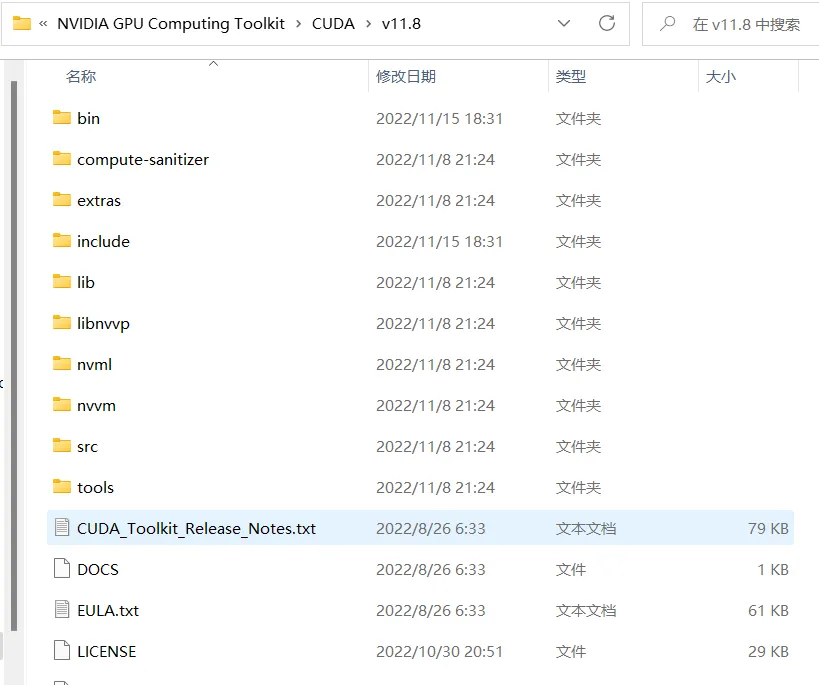 « NVIDIA GPU Computing Toolkit › CUDA › v11.8 在 v11.8 中搜索
名称 修改日期 类型 大小
bin 2022/11/15 18:31 文件夹
compute-sanitizer 2022/11/8 21:24 文件夹
extras 2022/11/8 21:24 文件夹
include 2022/11/15 18:31 文件夹
lib 2022/11/8 21:24 文件夹
libnvvp 2022/11/8 21:24 文件夹
nvml 2022/11/8 21:24 文件夹
nvvm 2022/11/8 21:24 文件夹
src 2022/11/8 21:24 文件夹
tools 2022/11/8 21:24 文件夹
CUDA_Toolkit_Release_Notes.txt 2022/8/26 6:33 文本文档 79 KB
DOCS 2022/8/26 6:33 文件 1 KB
EULA.txt 2022/8/26 6:33 文本文档 61 KB
LICENSE 2022/10/30 20:51 文件 29 KB